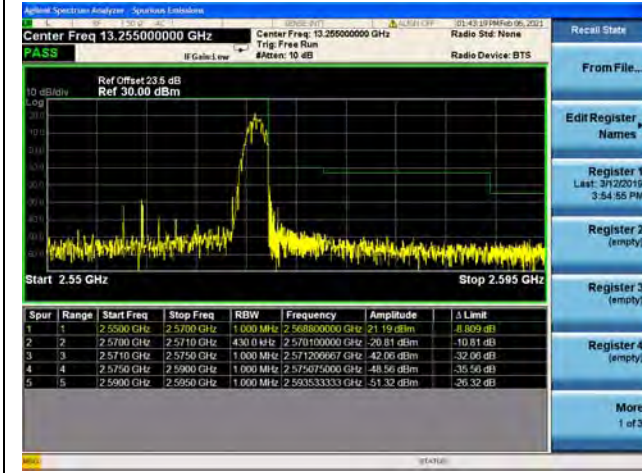 Agilent Spectrum Analyzer - Spurious Emissions
RF 50 Ω AC SENSE:INT ALIGN OFF 01:43:19 PM Feb 05, 2021
Center Freq 13.255000000 GHz Center Freq: 13.255000000 GHz Radio Std: None
Trig: Free Run
PASS IFGain:Low #Atten: 10 dB Radio Device: BTS
Ref Offset 23.5 dB
10 dB/div Ref 30.00 dBm
Log
Start 2.55 GHz Stop 2.595 GHz
Spur Range Start Freq Stop Freq RBW Frequency Amplitude Δ Limit
1 1 2.5500 GHz 2.5700 GHz 1.000 MHz 2.568800000 GHz 21.19 dBm -8.809 dB
2 2 2.5700 GHz 2.5710 GHz 430.0 kHz 2.570100000 GHz -20.81 dBm -10.81 dB
3 3 2.5710 GHz 2.5750 GHz 1.000 MHz 2.571206667 GHz -42.06 dBm -32.06 dB
4 4 2.5750 GHz 2.5900 GHz 1.000 MHz 2.575075000 GHz -48.56 dBm -35.56 dB
5 5 2.5900 GHz 2.5950 GHz 1.000 MHz 2.593533333 GHz -51.32 dBm -26.32 dB
MSG STATUS
Recall State
From File...
Edit Register
Names
Register 1
Last: 3/12/2019
3:54:55 PM
Register 2
(empty)
Register 3
(empty)
Register 4
(empty)
More
1 of 3